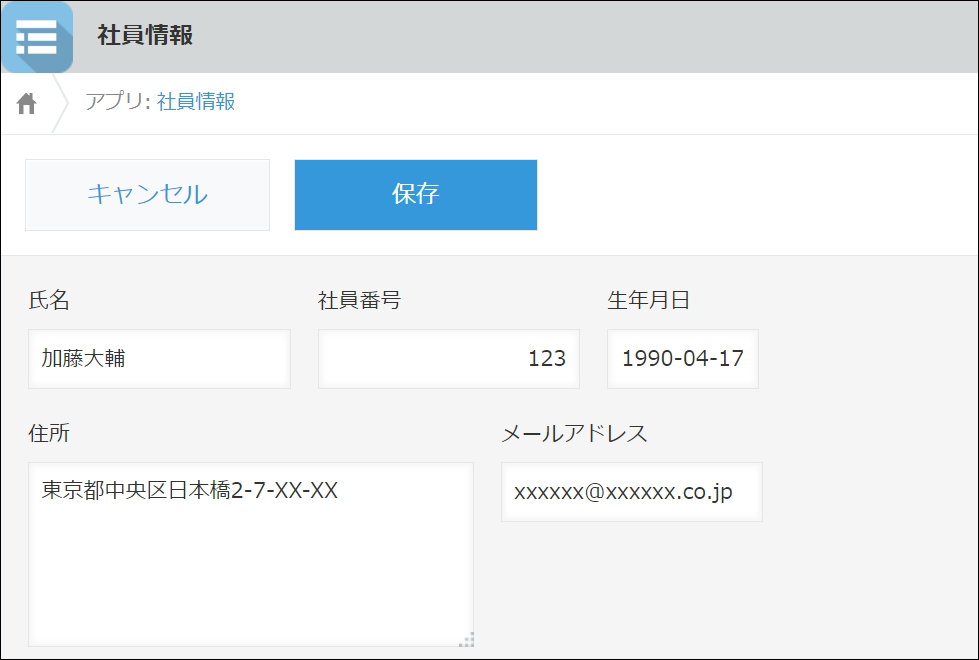 社員情報
アプリ: 社員情報
キャンセル 保存
氏名 社員番号 生年月日
加藤大輔 123 1990-04-17
住所 メールアドレス
東京都中央区日本橋2-7-XX-XX xxxxxx@xxxxxx.co.jp